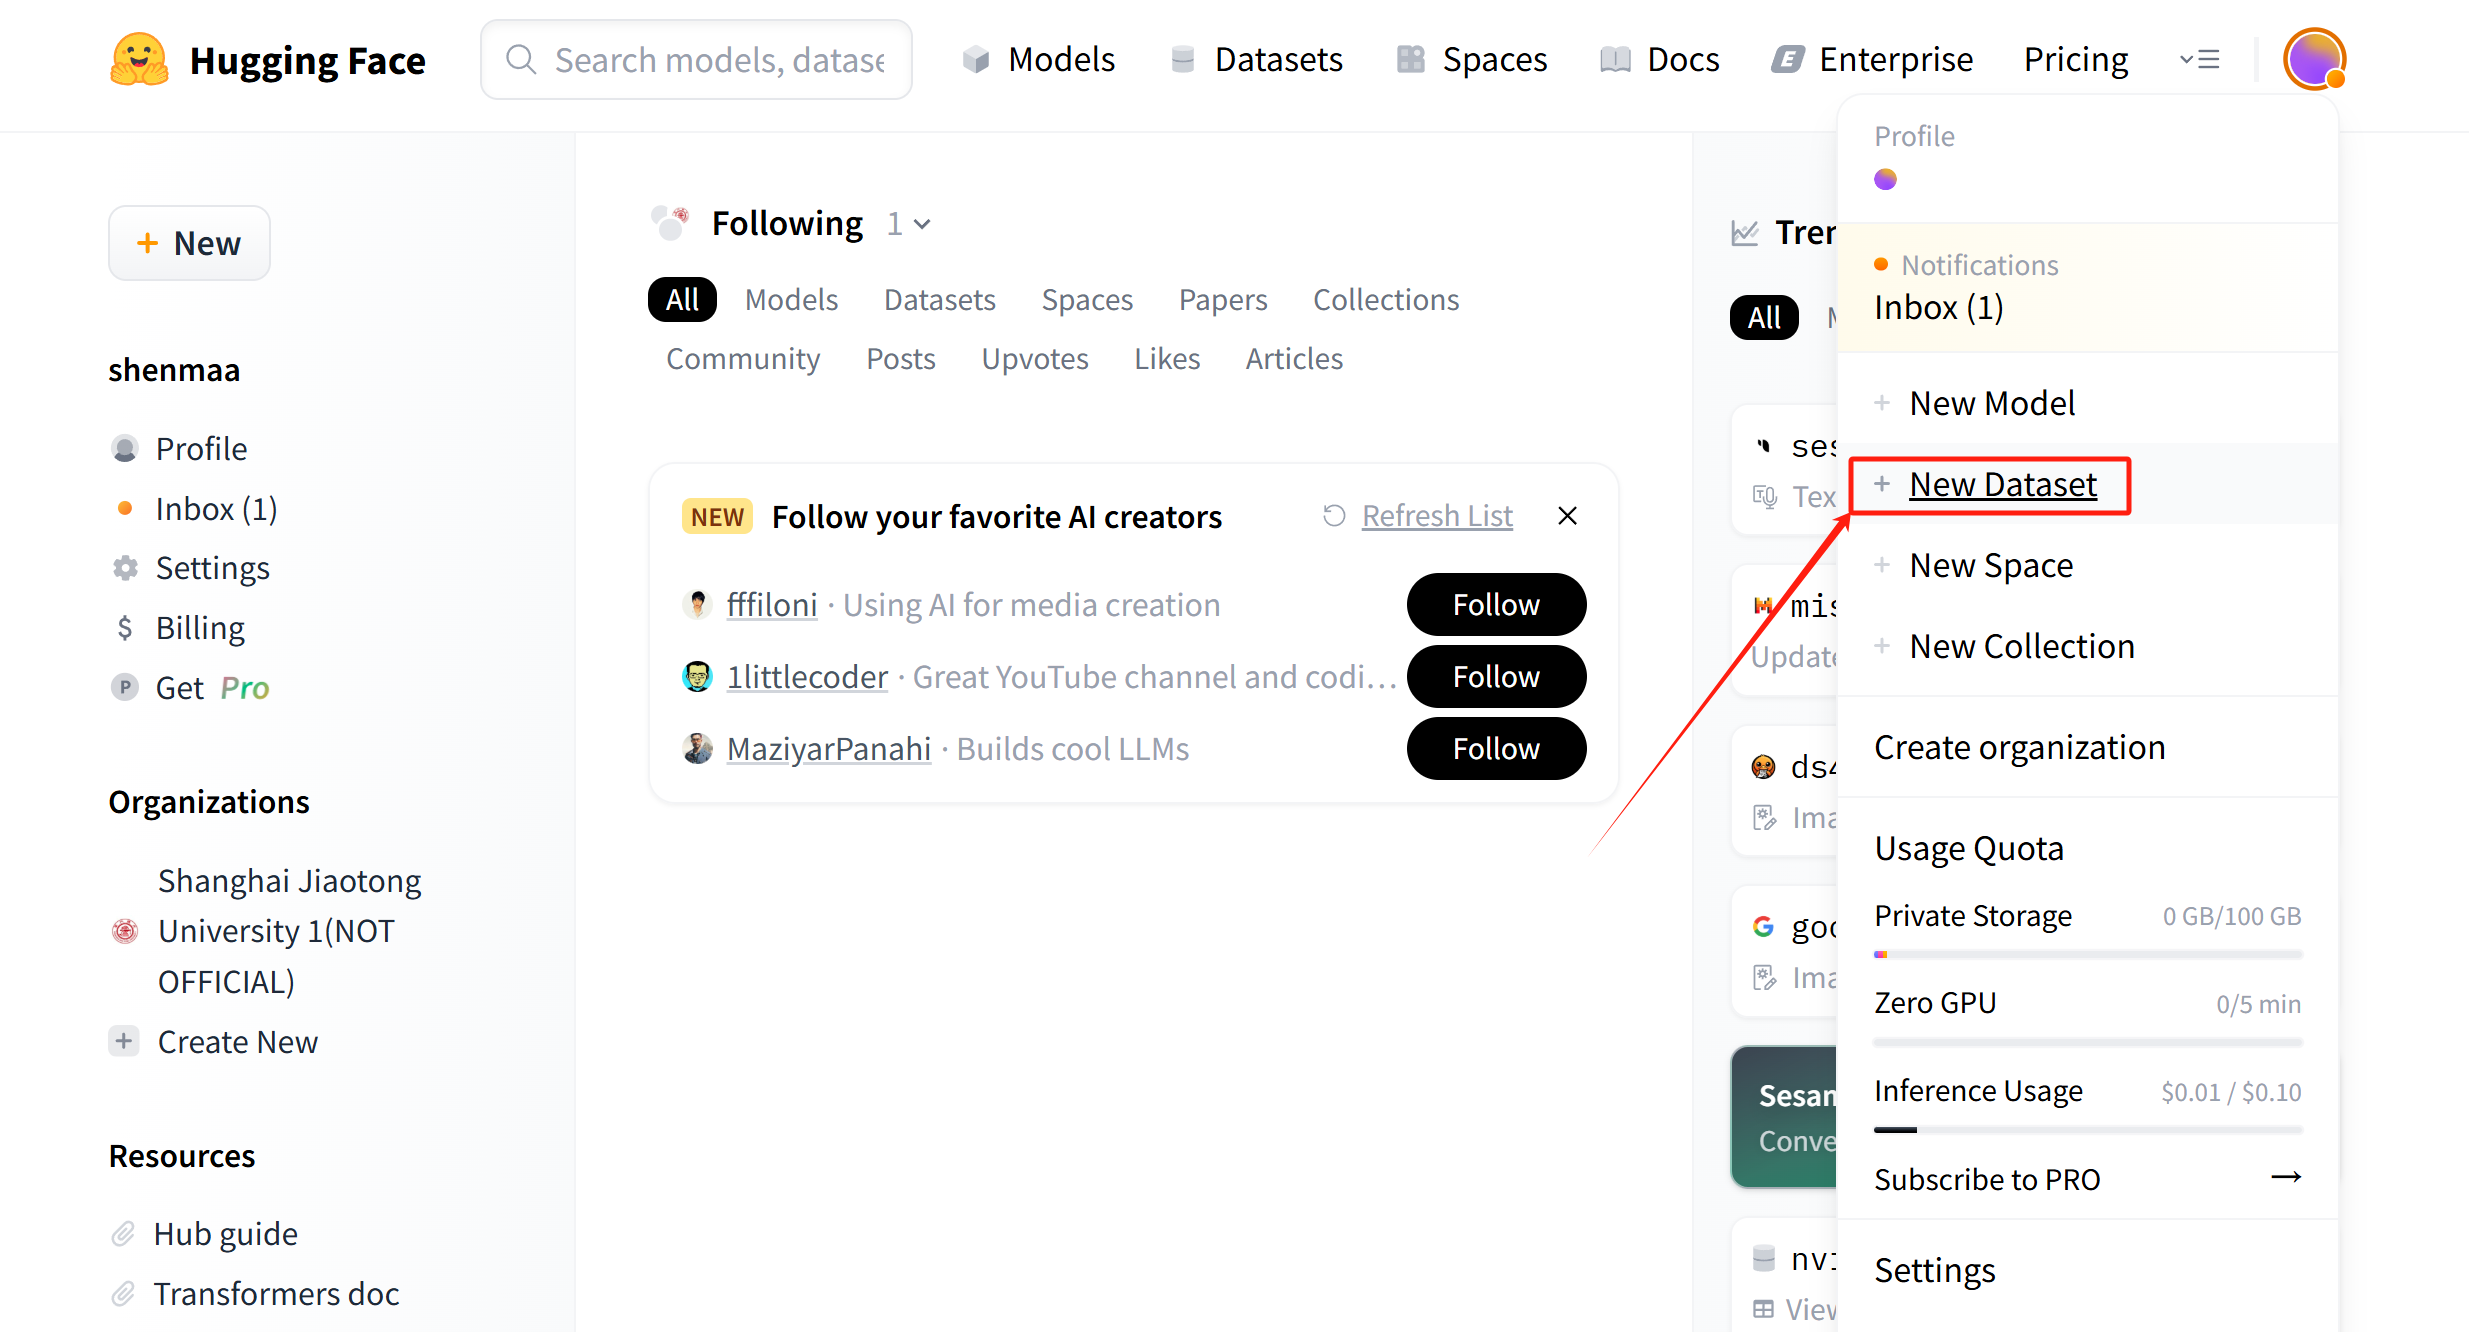 Hugging Face
Search models, datase
Models
Datasets
Spaces
Docs
Enterprise
Pricing
+ New
shenmaa
Profile
Inbox (1)
Settings
$ Billing
P Get Pro
Organizations
Shanghai Jiaotong
University 1(NOT
OFFICIAL)
+ Create New
Resources
Hub guide
Transformers doc
Following 1
All Models Datasets Spaces Papers Collections
Community Posts Upvotes Likes Articles
NEW Follow your favorite AI creators Refresh List
fffiloni · Using AI for media creation Follow
1littlecoder · Great YouTube channel and codi... Follow
MaziyarPanahi · Builds cool LLMs Follow
Tren
All
ses
Tex
mis
Update
ds4
Ima
goo
Ima
Sesam
Conve
nvi
View
Profile
Notifications
Inbox (1)
+ New Model
+ New Dataset
+ New Space
+ New Collection
Create organization
Usage Quota
Private Storage 0 GB/100 GB
Zero GPU 0/5 min
Inference Usage $0.01 / $0.10
Subscribe to PRO →
Settings